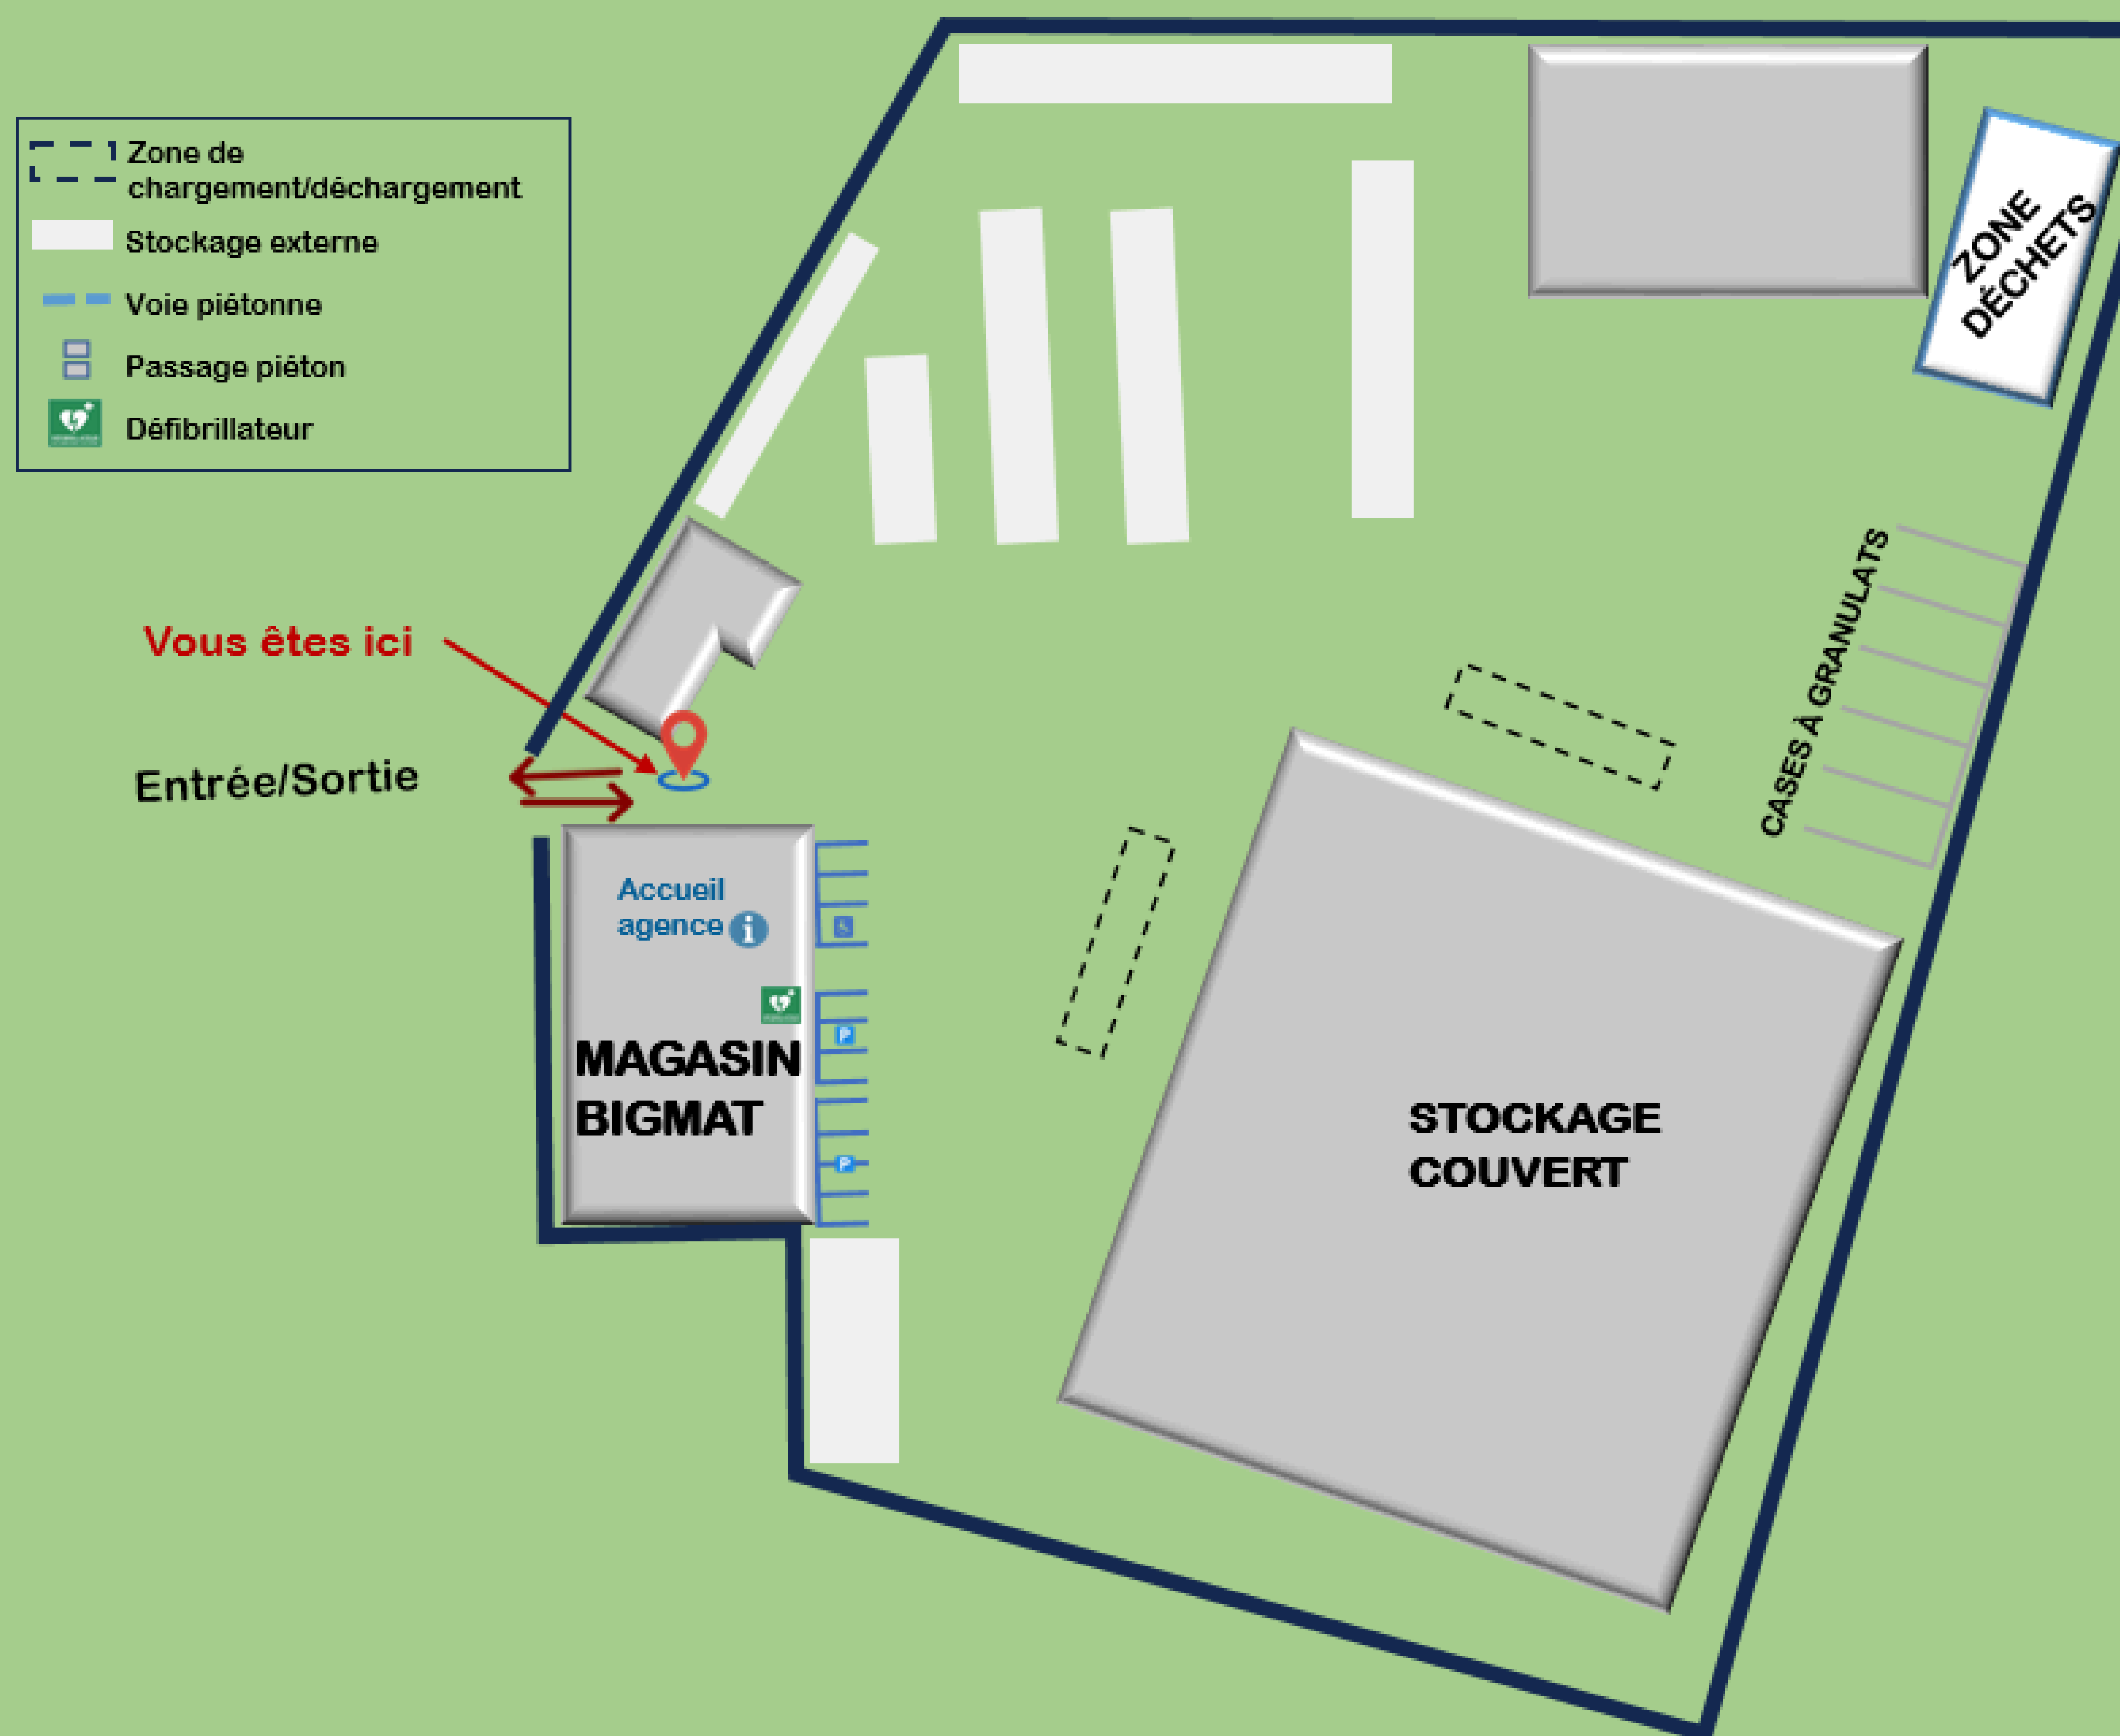 Zone de
chargement/déchargement
Stockage externe
Voie piétonne
Passage piéton
Défibrillateur
ZONE
DÉCHETS
CASES À GRANULATS
Vous êtes ici
Entrée/Sortie
Accueil
agence i
MAGASIN
BIGMAT
P
P
STOCKAGE
COUVERT